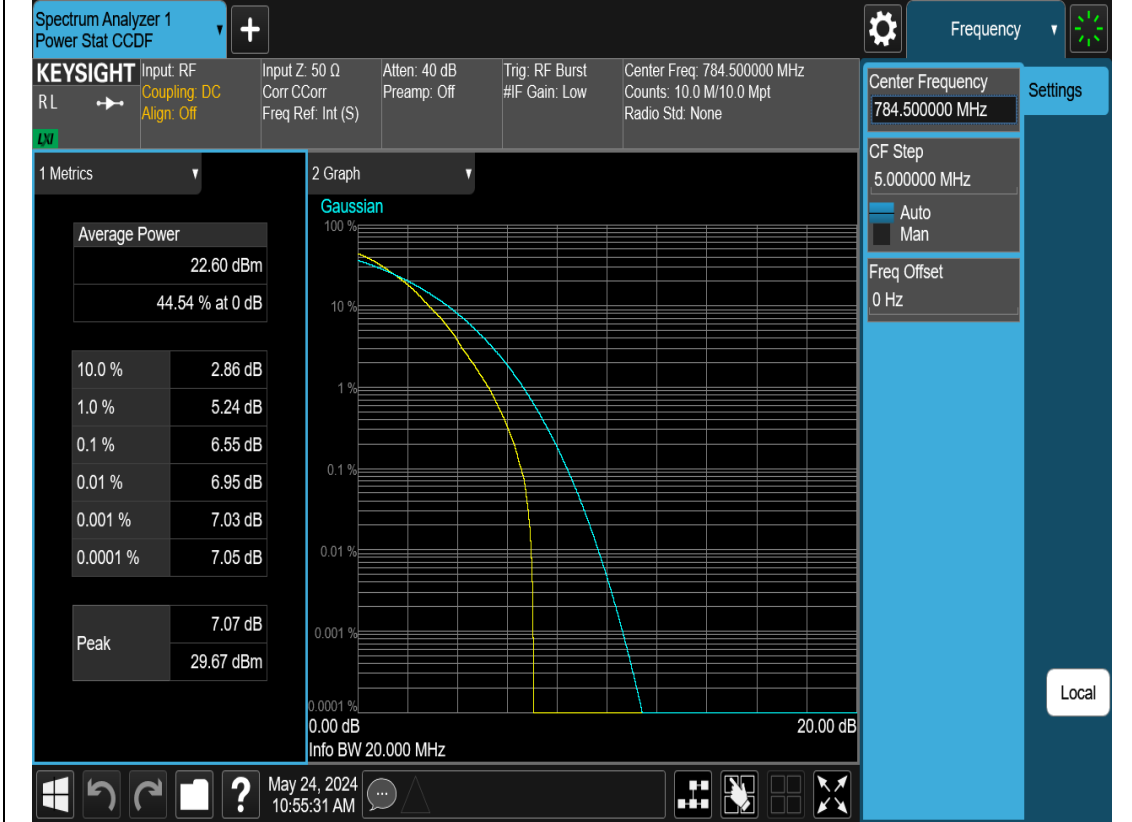 Spectrum Analyzer 1
Power Stat CCDF
Frequency
KEYSIGHT
RL
LXI
Input: RF
Coupling: DC
Align: Off
Input Z: 50 Ω
Corr CCorr
Freq Ref: Int (S)
Atten: 40 dB
Preamp: Off
Trig: RF Burst
#IF Gain: Low
Center Freq: 784.500000 MHz
Counts: 10.0 M/10.0 Mpt
Radio Std: None
Center Frequency
784.500000 MHz
Settings
CF Step
5.000000 MHz
Auto
Man
Freq Offset
0 Hz
Local
1 Metrics
Average Power
22.60 dBm
44.54 % at 0 dB
10.0 % 2.86 dB
1.0 % 5.24 dB
0.1 % 6.55 dB
0.01 % 6.95 dB
0.001 % 7.03 dB
0.0001 % 7.05 dB
Peak 7.07 dB
29.67 dBm
2 Graph
Gaussian
100 %
10 %
1 %
0.1 %
0.01 %
0.001 %
0.0001 %
0.00 dB 20.00 dB
Info BW 20.000 MHz
May 24, 2024
10:55:31 AM